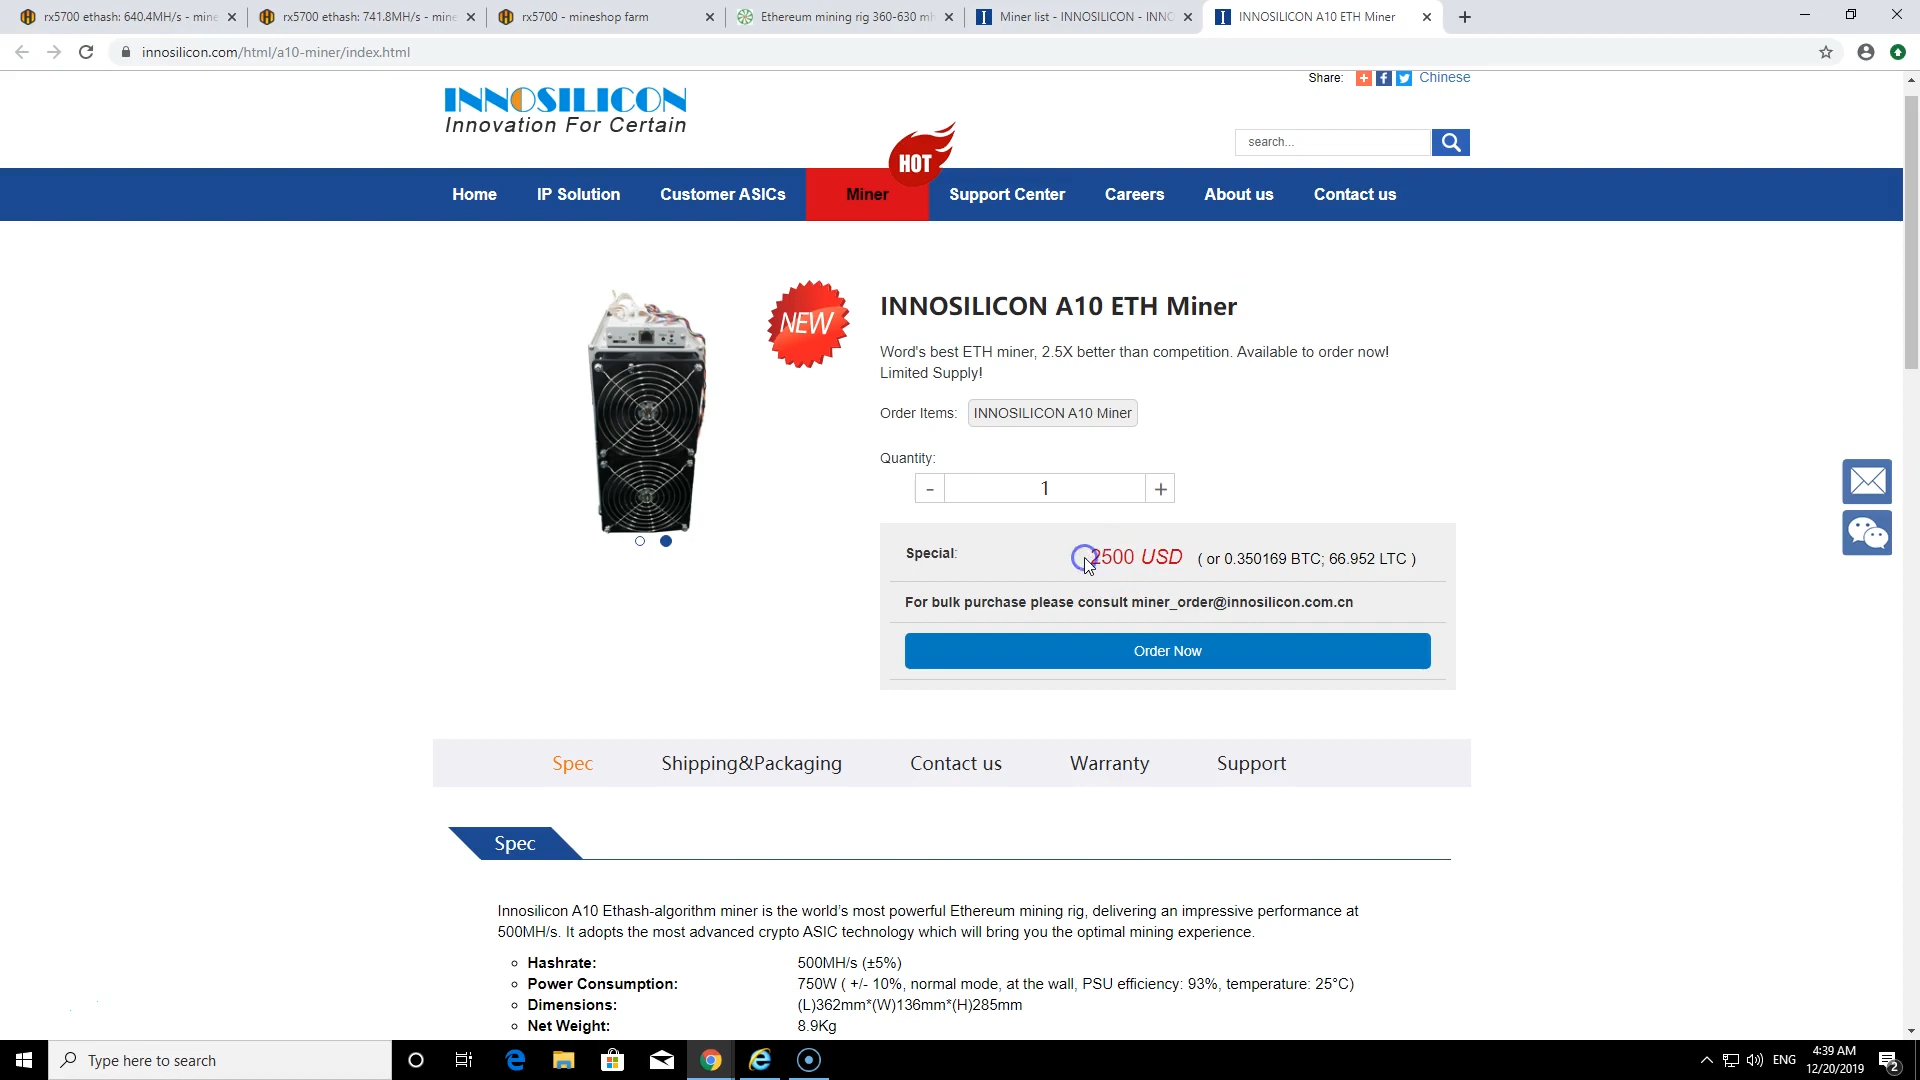 rx5700 ethash: 640.4MH/s - mine
rx5700 ethash: 741.8MH/s - mine
rx5700 - mineshop farm
Ethereum mining rig 360-630 mh
Miner list - INNOSILICON - INNO
INNOSILICON A10 ETH Miner
innosilicon.com/html/a10-miner/index.html
Share:
Chinese
INNOSILICON
Innovation For Certain
search...
HOT
Home
IP Solution
Customer ASICs
Miner
Support Center
Careers
About us
Contact us
NEW
INNOSILICON A10 ETH Miner
Word's best ETH miner, 2.5X better than competition. Available to order now!
Limited Supply!
Order Items: INNOSILICON A10 Miner
Quantity:
- 1 +
Special: 2500 USD ( or 0.350169 BTC; 66.952 LTC )
For bulk purchase please consult miner_order@innosilicon.com.cn
Order Now
Spec
Shipping&Packaging
Contact us
Warranty
Support
Spec
Innosilicon A10 Ethash-algorithm miner is the world's most powerful Ethereum mining rig, delivering an impressive performance at
500MH/s. It adopts the most advanced crypto ASIC technology which will bring you the optimal mining experience.
Hashrate: 500MH/s (±5%)
Power Consumption: 750W ( +/- 10%, normal mode, at the wall, PSU efficiency: 93%, temperature: 25°C)
Dimensions: (L)362mm*(W)136mm*(H)285mm
Net Weight: 8.9Kg
Type here to search
ENG
4:39 AM
12/20/2019
2